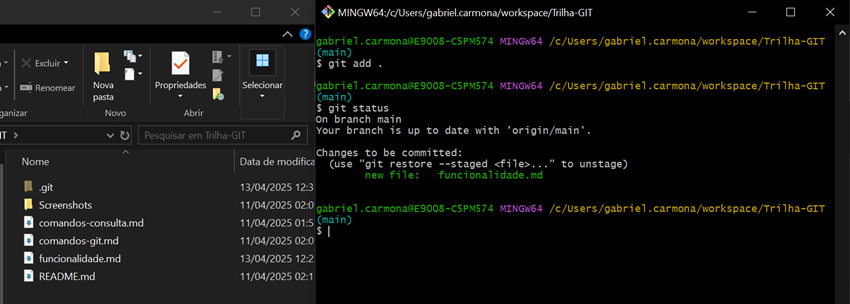 Excluir
Renomear
Nova
pasta
Propriedades
Selecionar
ganizar
Novo
Abrir
IT
Pesquisar em Trilha-GIT
Nome
Data de modifica
.git
13/04/2025 12:3
Screenshots
11/04/2025 02:0
comandos-consulta.md
11/04/2025 01:5
comandos-git.md
11/04/2025 02:0
funcionalidade.md
13/04/2025 12:2
README.md
11/04/2025 02:1
MINGW64:/c/Users/gabriel.carmona/workspace/Trilha-GIT
gabriel.carmona@E9008-C5PM574 MINGW64 /c/Users/gabriel.carmona/workspace/Trilha-GIT
(main)
$ git add .
gabriel.carmona@E9008-C5PM574 MINGW64 /c/Users/gabriel.carmona/workspace/Trilha-GIT
(main)
$ git status
On branch main
Your branch is up to date with 'origin/main'.
Changes to be committed:
(use "git restore --staged <file>..." to unstage)
new file:   funcionalidade.md
gabriel.carmona@E9008-C5PM574 MINGW64 /c/Users/gabriel.carmona/workspace/Trilha-GIT
(main)
$